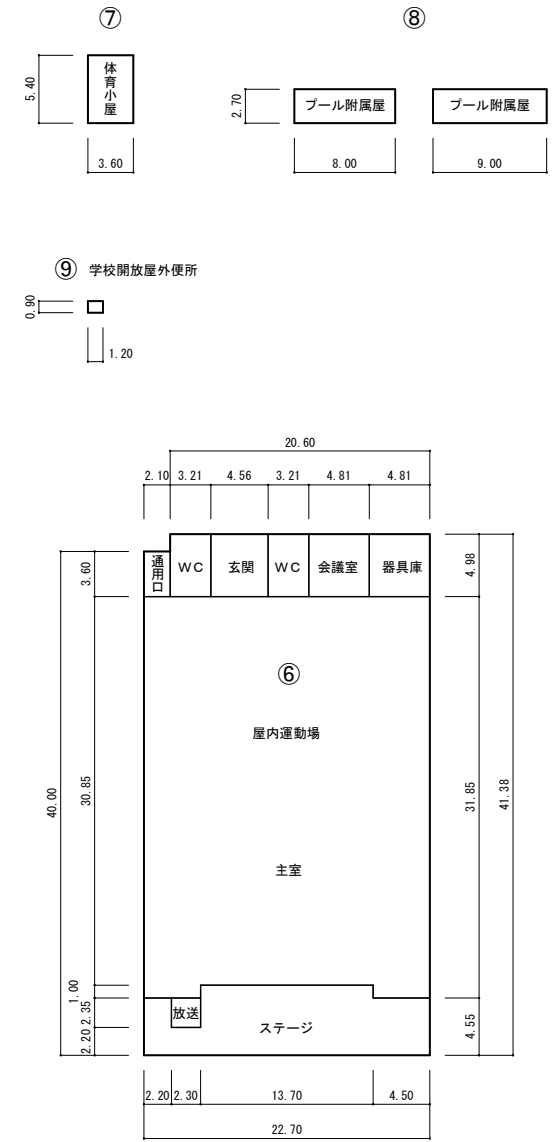 ⑦
体育小屋
5.40
3.60
⑧
プール附属屋
プール附属屋
2.70
8.00
9.00
⑨ 学校開放屋外便所
0.90
1.20
20.60
2.10 3.21 4.56 3.21 4.81 4.81
通用口
WC
玄関
WC
会議室
器具庫
3.60
4.98
⑥
屋内運動場
主室
40.00
30.85
31.85
41.38
1.00
2.35
2.20
放送
ステージ
4.55
2.20 2.30 13.70 4.50
22.70